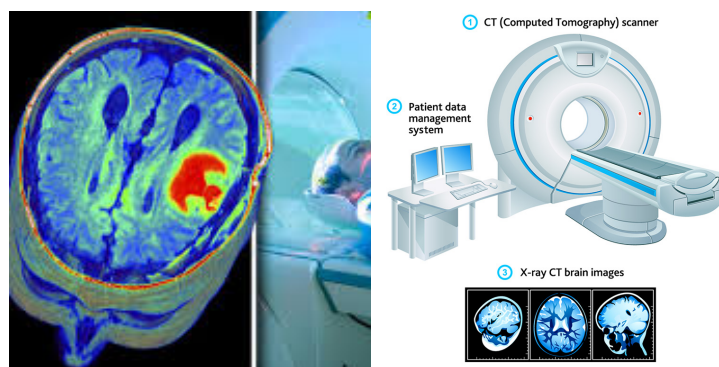 1 CT (Computed Tomography) scanner
2 Patient data
management
system
3 X-ray CT brain images